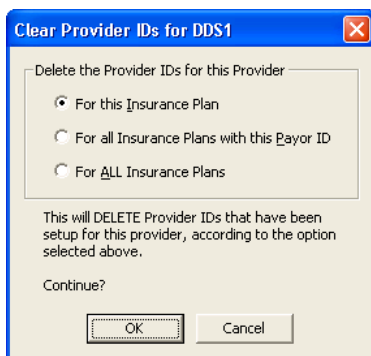 Clear Provider IDs for DDS1
Delete the Provider IDs for this Provider
For this Insurance Plan
For all Insurance Plans with this Payor ID
For ALL Insurance Plans
This will DELETE Provider IDs that have been
setup for this provider, according to the option
selected above.
Continue?
OK
Cancel